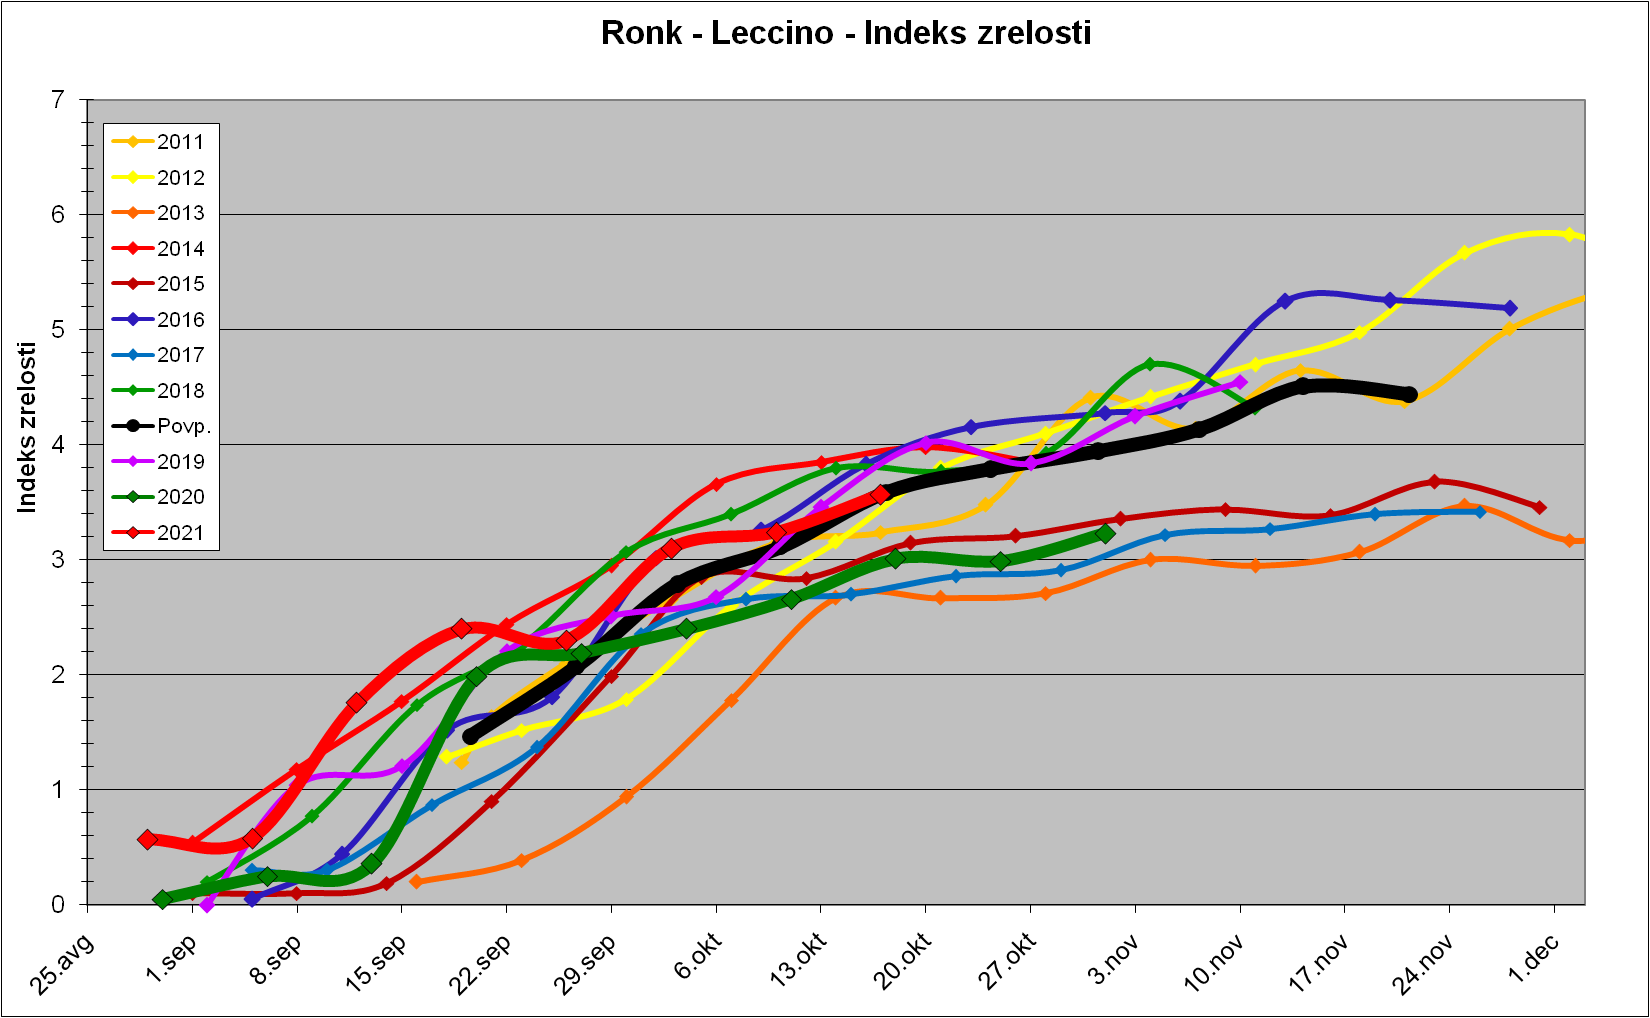 Ronk - Leccino - Indeks zrelosti
Indeks zrelosti
7
6
5
4
3
2
1
0
2011
2012
2013
2014
2015
2016
2017
2018
Povp.
2019
2020
2021
25.avg
1.sep
8.sep
15.sep
22.sep
29.sep
6.okt
13.okt
20.okt
27.okt
3.nov
10.nov
17.nov
24.nov
1.dec